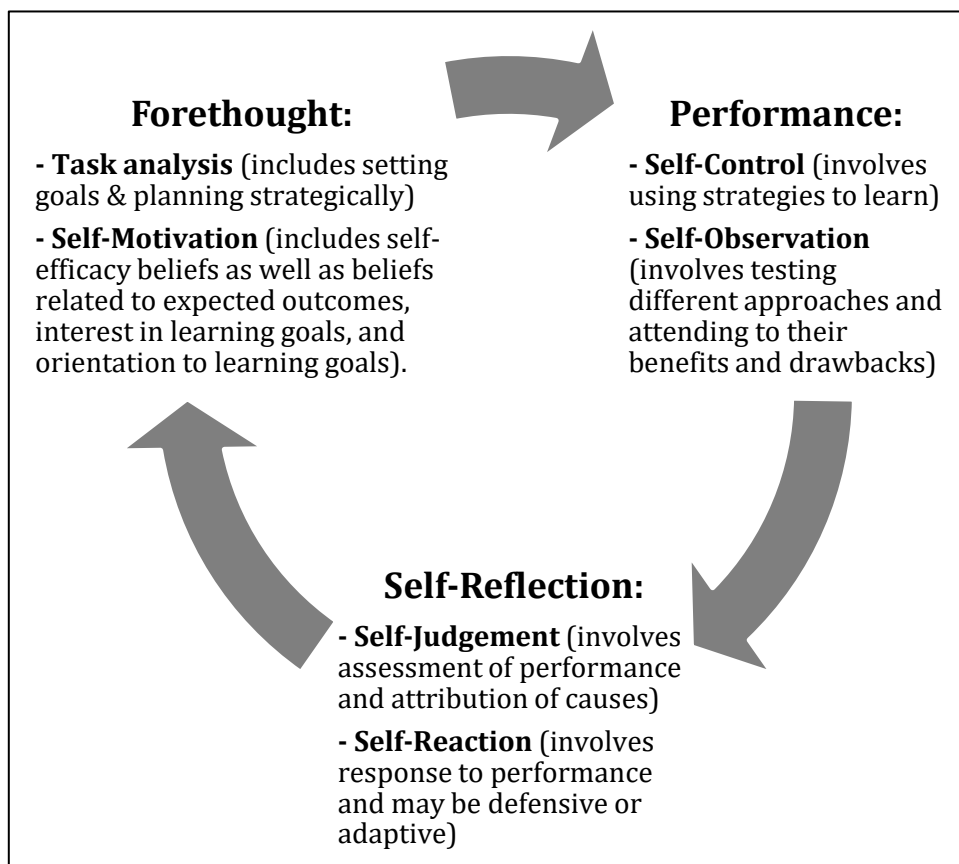 Forethought:
- Task analysis (includes setting
goals & planning strategically)
- Self-Motivation (includes self-
efficacy beliefs as well as beliefs
related to expected outcomes,
interest in learning goals, and
orientation to learning goals).
Performance:
- Self-Control (involves
using strategies to learn)
- Self-Observation
(involves testing
different approaches and
attending to their
benefits and drawbacks)
Self-Reflection:
- Self-Judgement (involves
assessment of performance
and attribution of causes)
- Self-Reaction (involves
response to performance
and may be defensive or
adaptive)